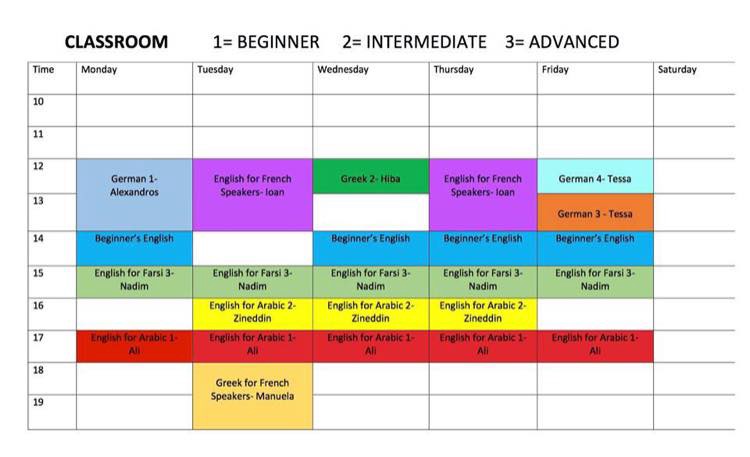 CLASSROOM 1= BEGINNER 2= INTERMEDIATE 3= ADVANCED
Time Monday Tuesday Wednesday Thursday Friday Saturday
10
11
12
German 1- English for French Greek 2- Hiba English for French German 4- Tessa
Alexandros Speakers- Ioan Speakers- Ioan
13
German 3 - Tessa
14 Beginner's English Beginner's English Beginner's English Beginner's English
15 English for Farsi 3- English for Farsi 3- English for Farsi 3- English for Farsi 3- English for Farsi 3-
Nadim Nadim Nadim Nadim Nadim
16 English for Arabic 2- English for Arabic 2- English for Arabic 2-
Zineddin Zineddin Zineddin
17 English for Arabic 1- English for Arabic 1- English for Arabic 1- English for Arabic 1- English for Arabic 1-
Ali Ali Ali Ali Ali
18
Greek for French
Speakers- Manuela
19